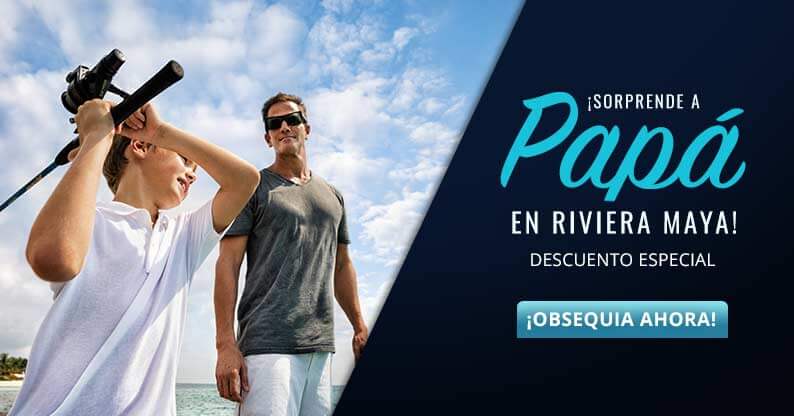 ¡SORPRENDE A
Papá
EN RIVIERA MAYA!
DESCUENTO ESPECIAL
¡OBSEQUIA AHORA!